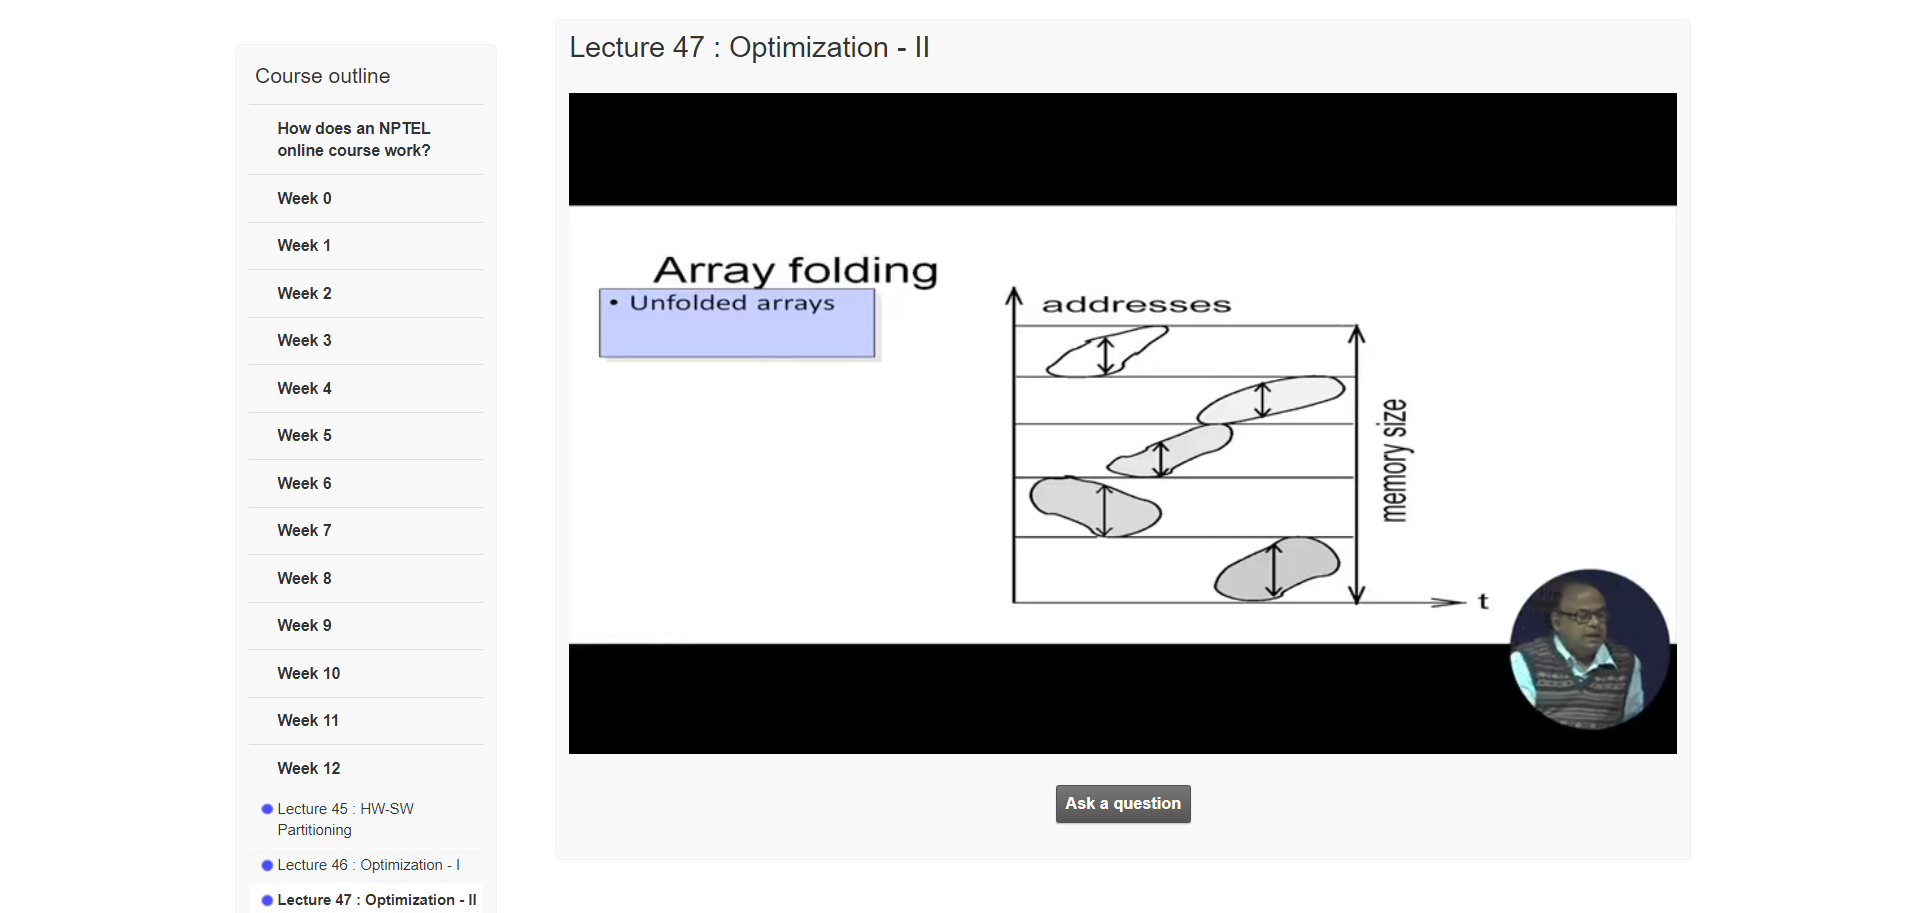 Course outline
How does an NPTEL
online course work?
Week 0
Week 1
Week 2
Week 3
Week 4
Week 5
Week 6
Week 7
Week 8
Week 9
Week 10
Week 11
Week 12
Lecture 45 : HW-SW
Partitioning
Lecture 46 : Optimization - I
Lecture 47 : Optimization - II
Lecture 47 : Optimization - II
Array folding
• Unfolded arrays
addresses
memory size
t
Ask a question